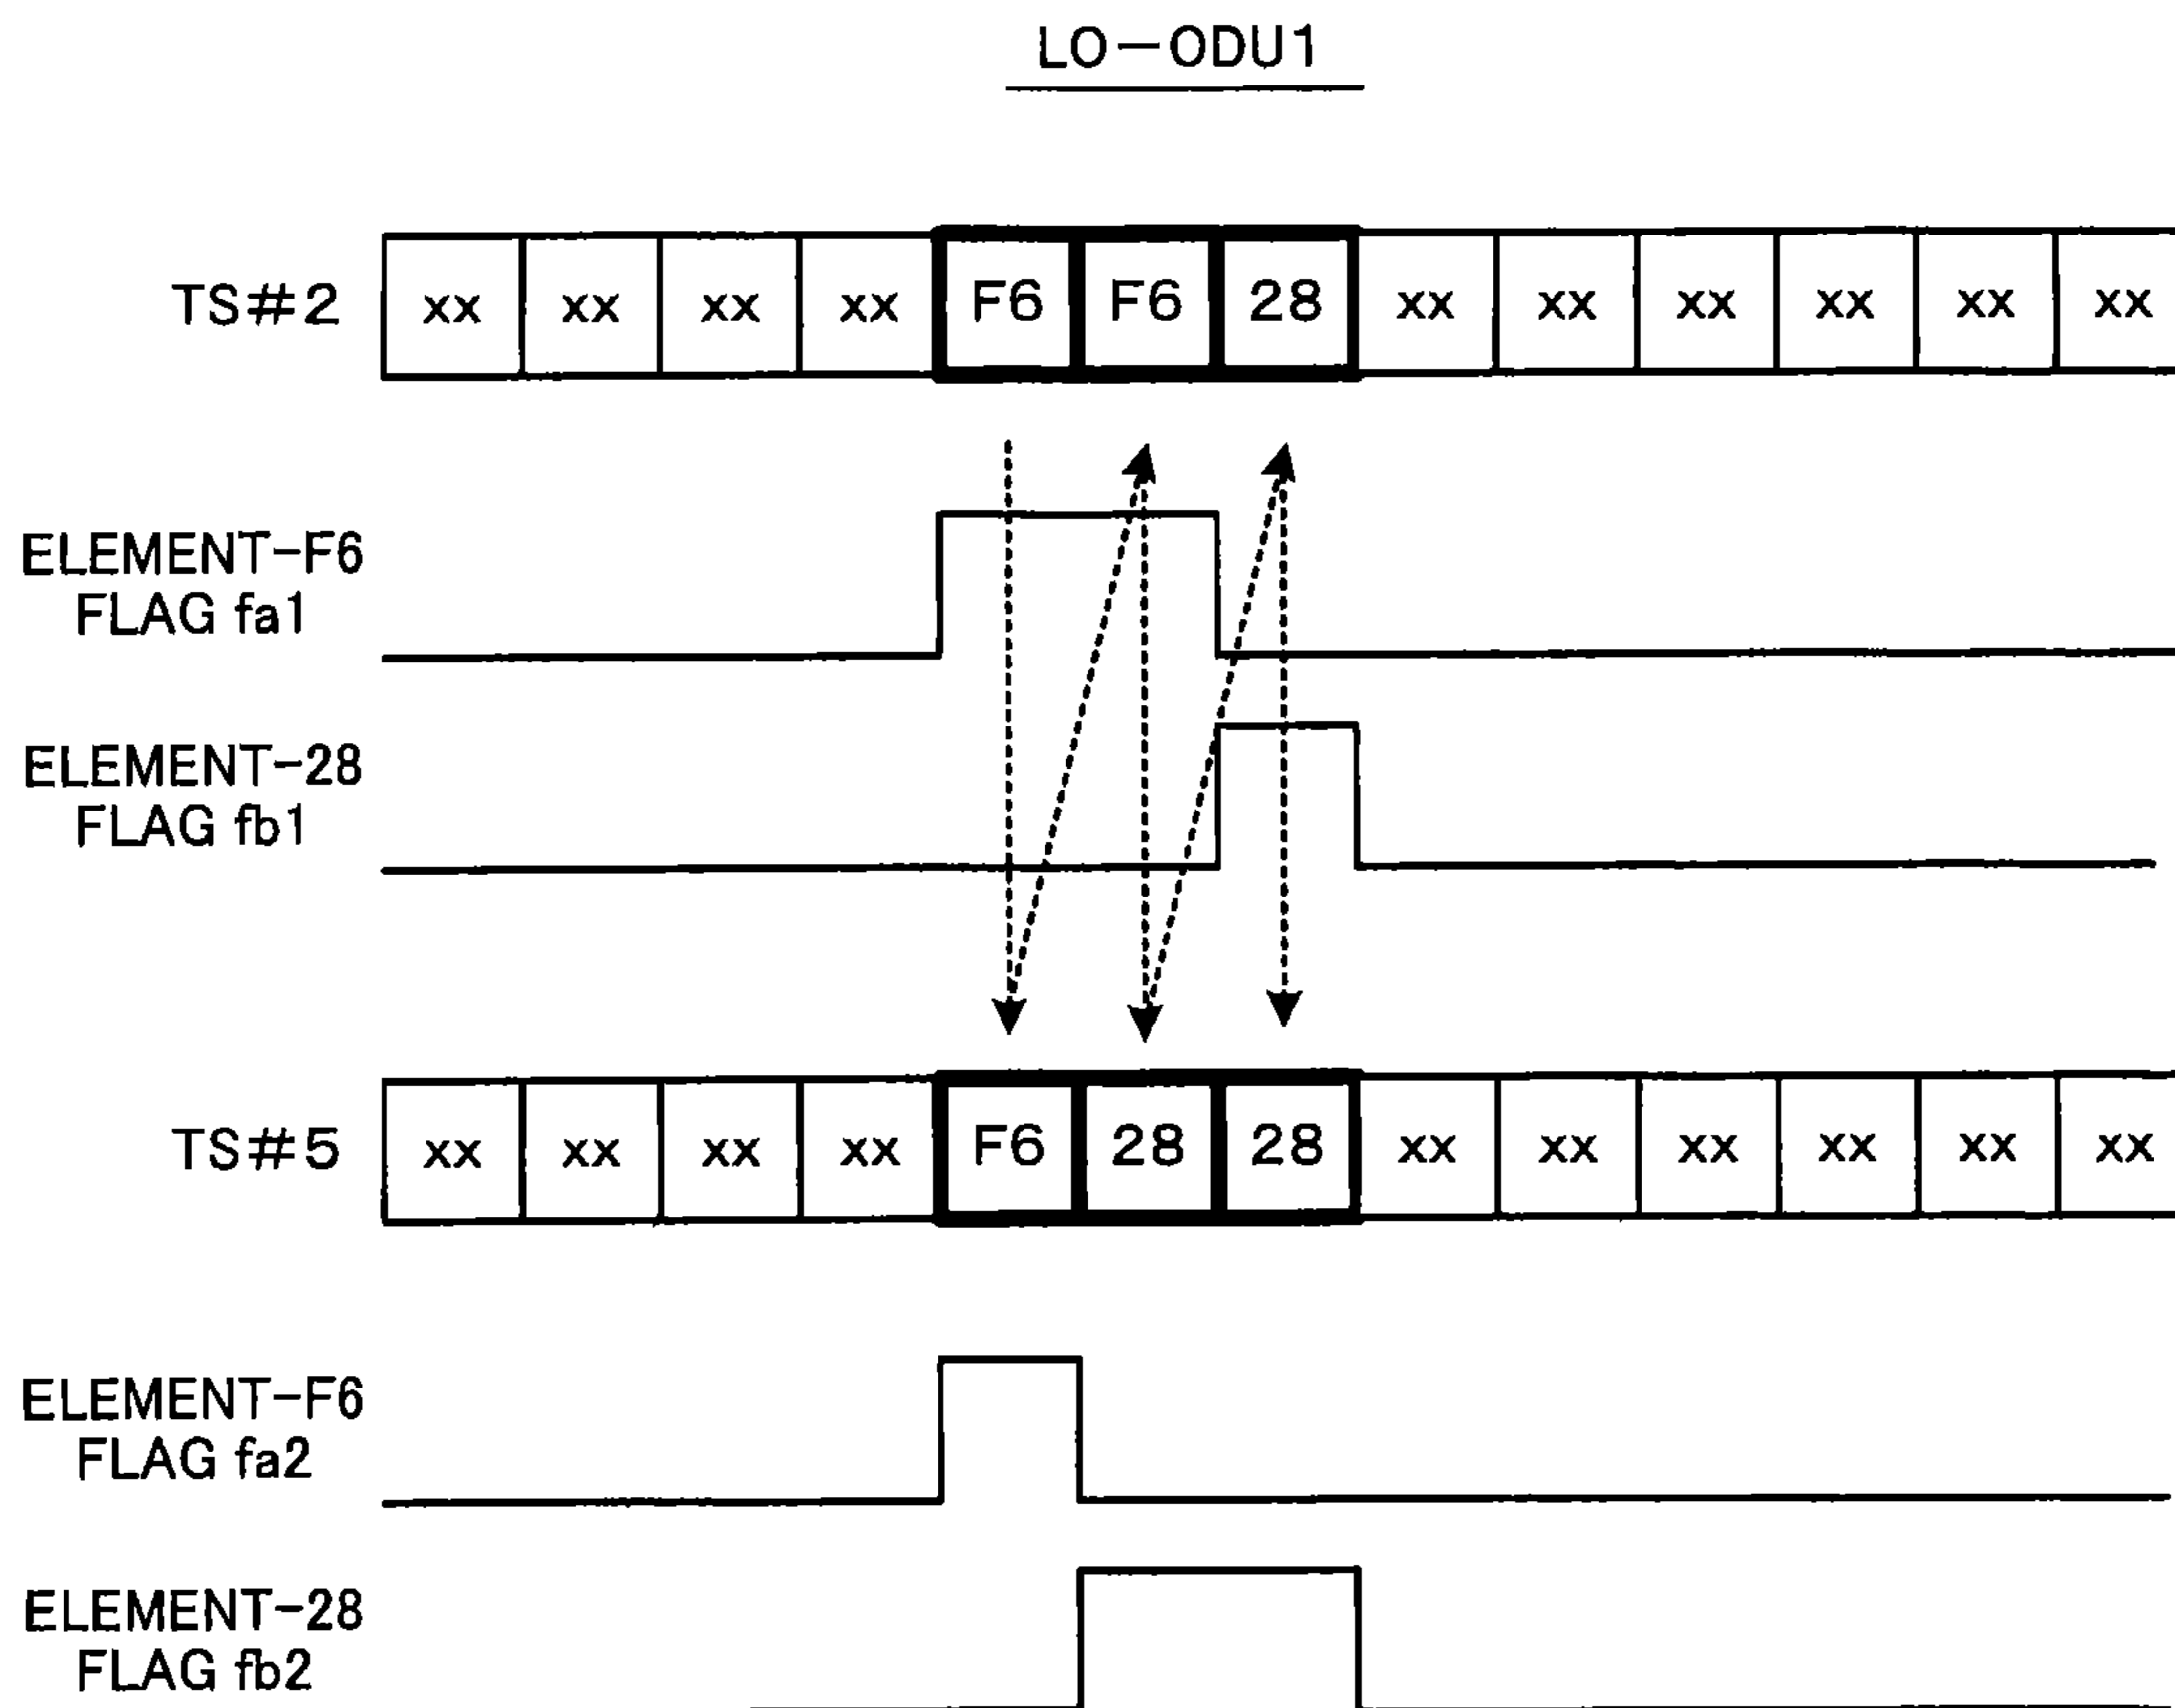 LO-ODU1
TS#2 xx xx xx xx F6 F6 28 xx xx xx xx xx xx
ELEMENT-F6
FLAG fa1
ELEMENT-28
FLAG fb1
TS#5 xx xx xx xx F6 28 28 xx xx xx xx xx xx
ELEMENT-F6
FLAG fa2
ELEMENT-28
FLAG fb2